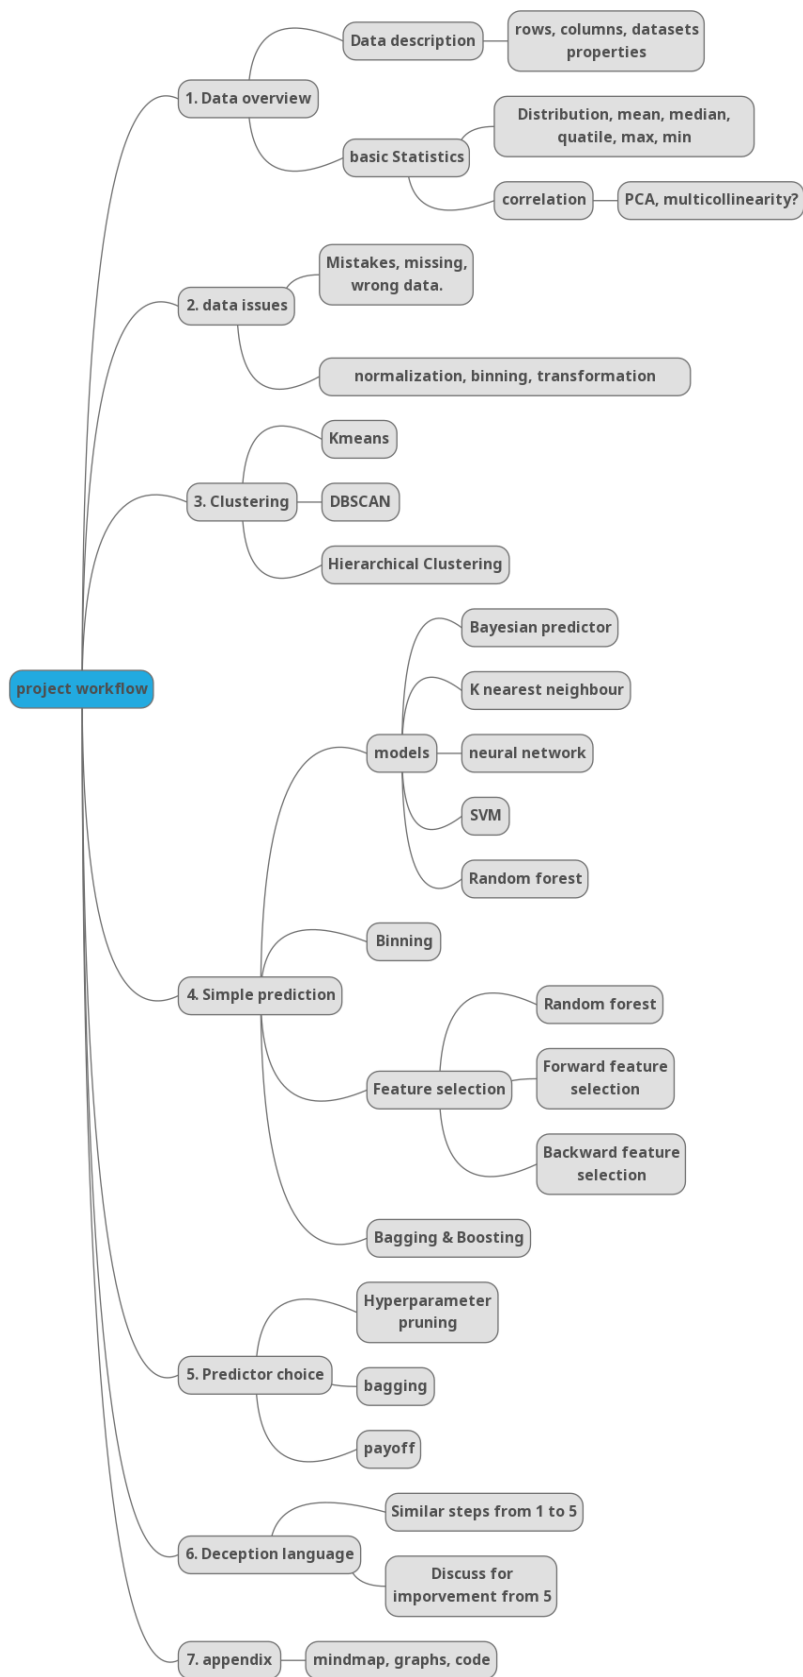 Data description
rows, columns, datasets
properties
1. Data overview
Distribution, mean, median,
quatile, max, min
basic Statistics
correlation
PCA, multicollinearity?
Mistakes, missing,
wrong data.
2. data issues
normalization, binning, transformation
Kmeans
3. Clustering
DBSCAN
Hierarchical Clustering
Bayesian predictor
project workflow
K nearest neighbour
models
neural network
SVM
Random forest
Binning
4. Simple prediction
Random forest
Forward feature
selection
Feature selection
Backward feature
selection
Bagging & Boosting
Hyperparameter
pruning
5. Predictor choice
bagging
payoff
Similar steps from 1 to 5
6. Deception language
Discuss for
imporvement from 5
7. appendix
mindmap, graphs, code